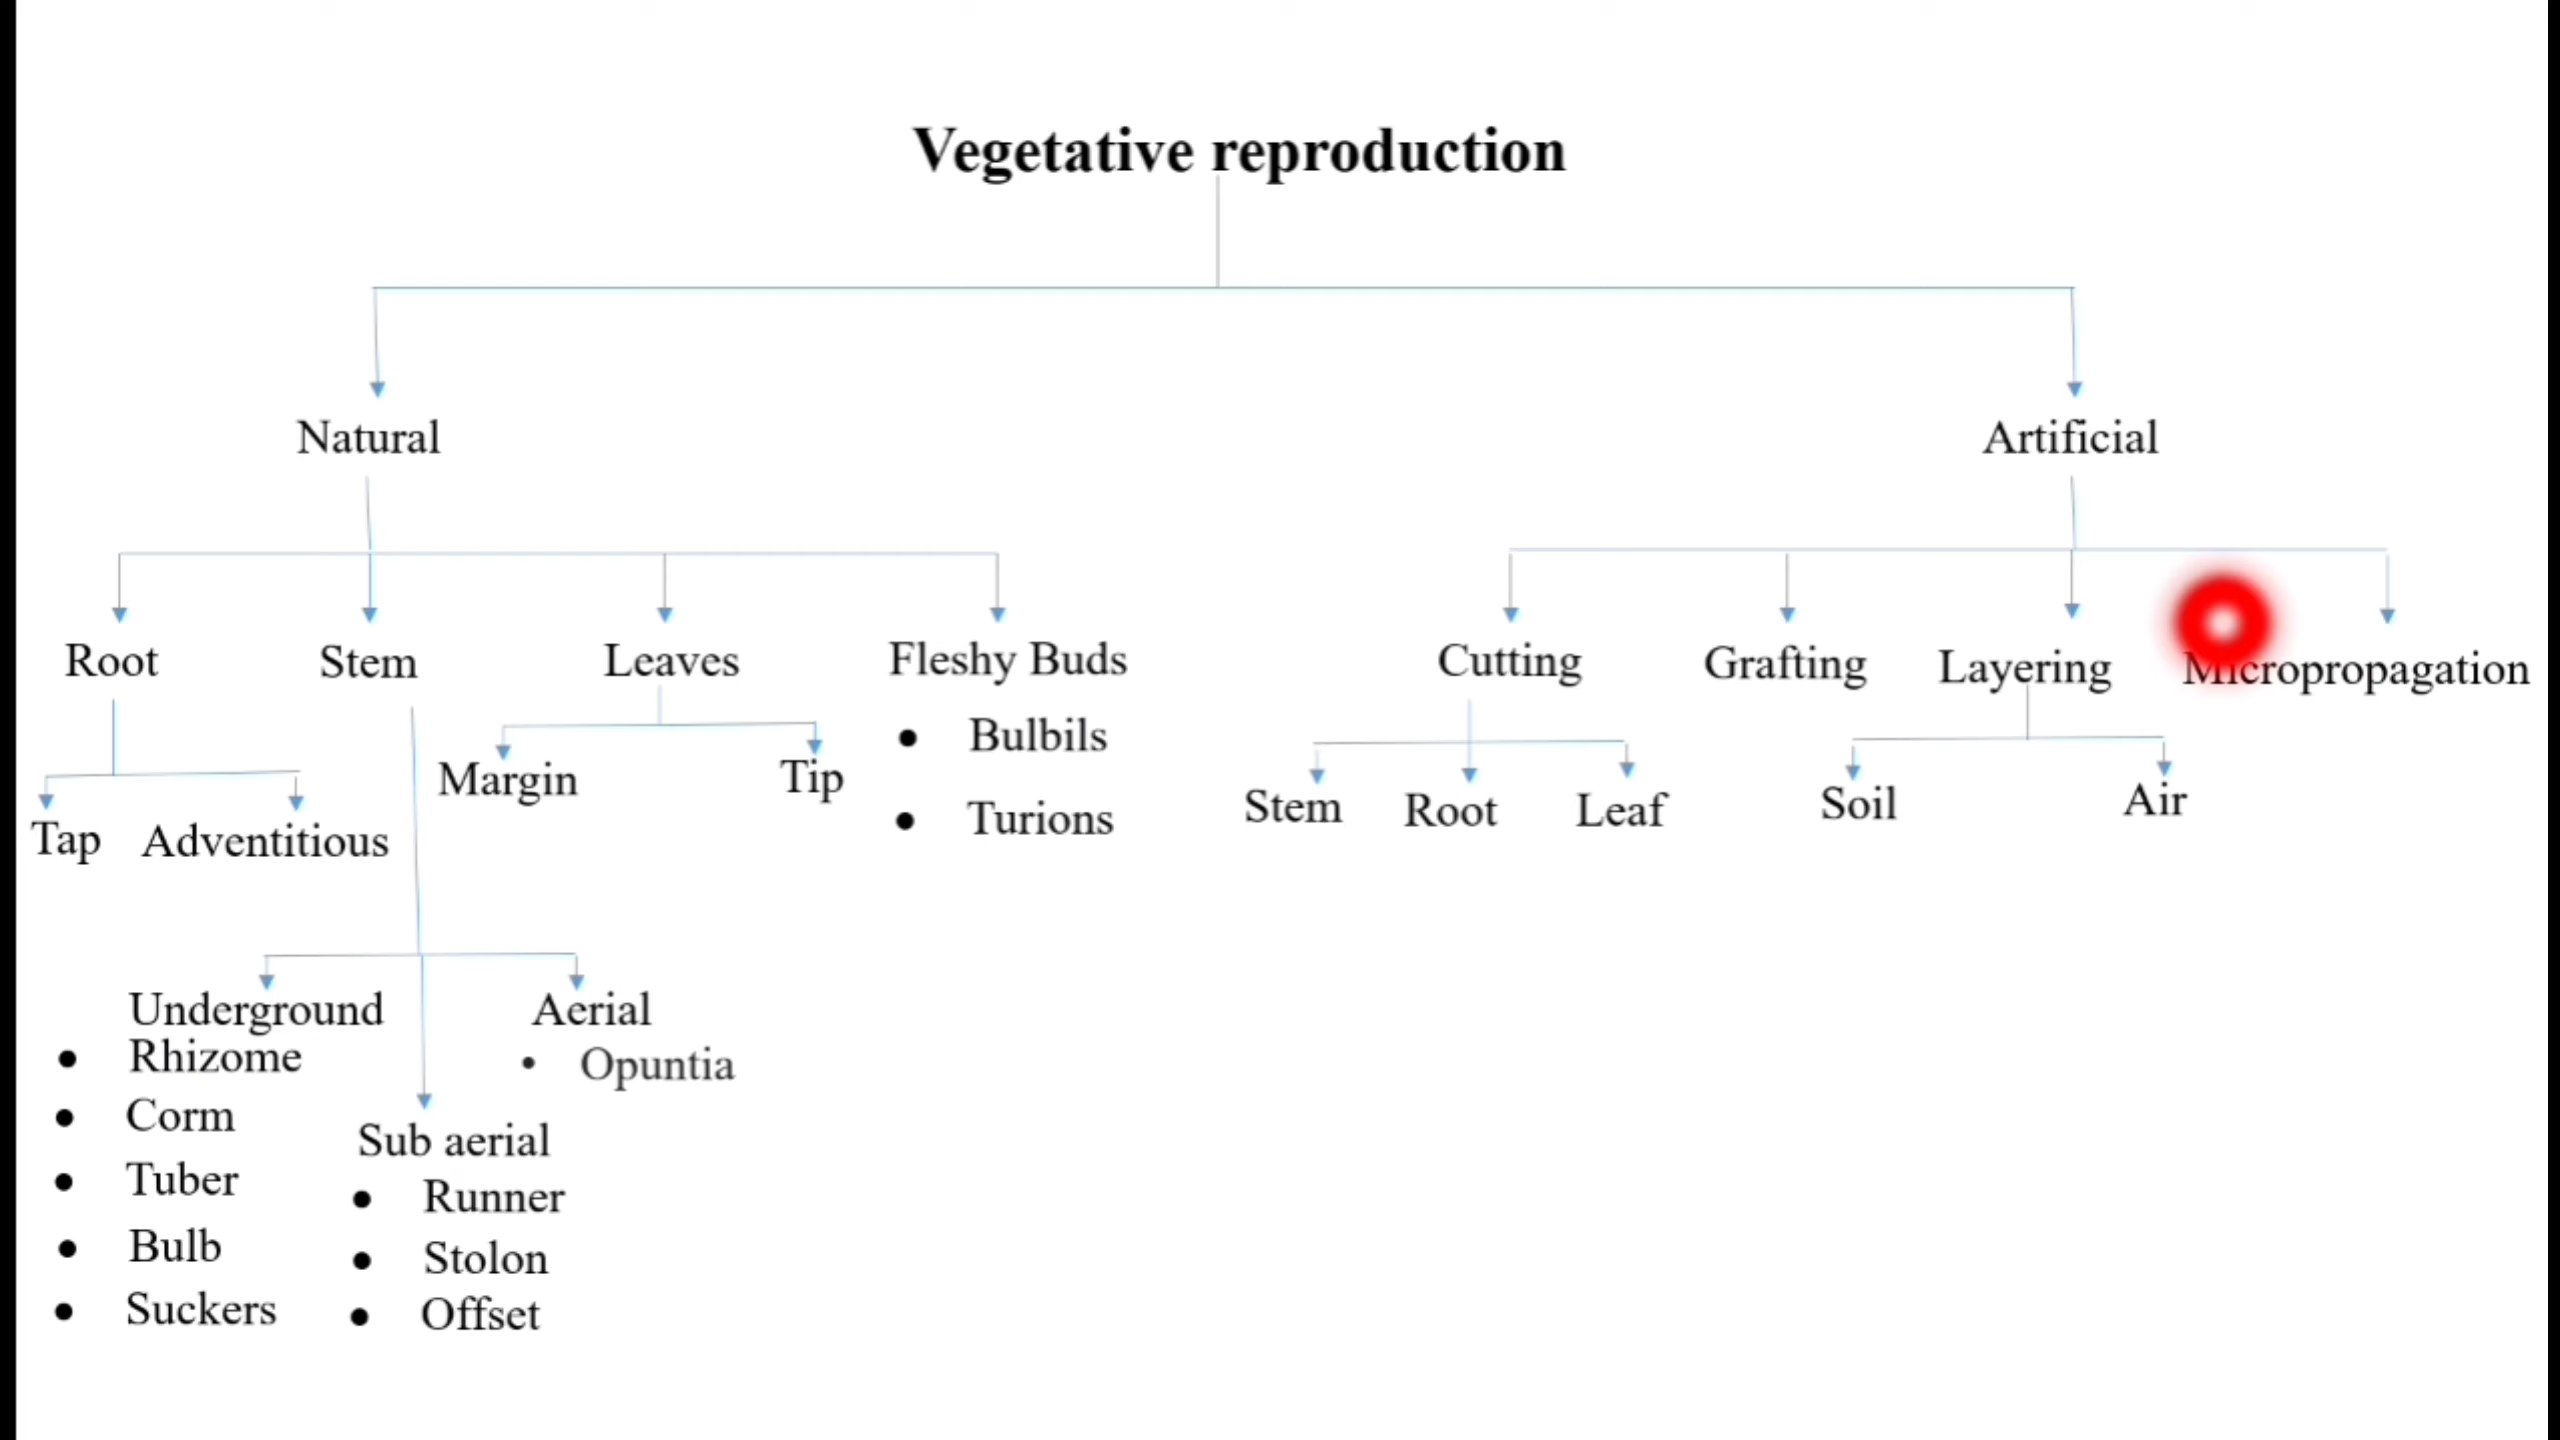 Vegetative reproduction
Natural
Artificial
Root
Stem
Leaves
Fleshy Buds
Cutting
Grafting
Layering
Micropropagation
• Bulbils
• Turions
Margin
Tip
Tap
Adventitious
Stem
Root
Leaf
Soil
Air
Underground
• Rhizome
• Corm
• Tuber
• Bulb
• Suckers
Sub aerial
• Runner
• Stolon
• Offset
Aerial
• Opuntia